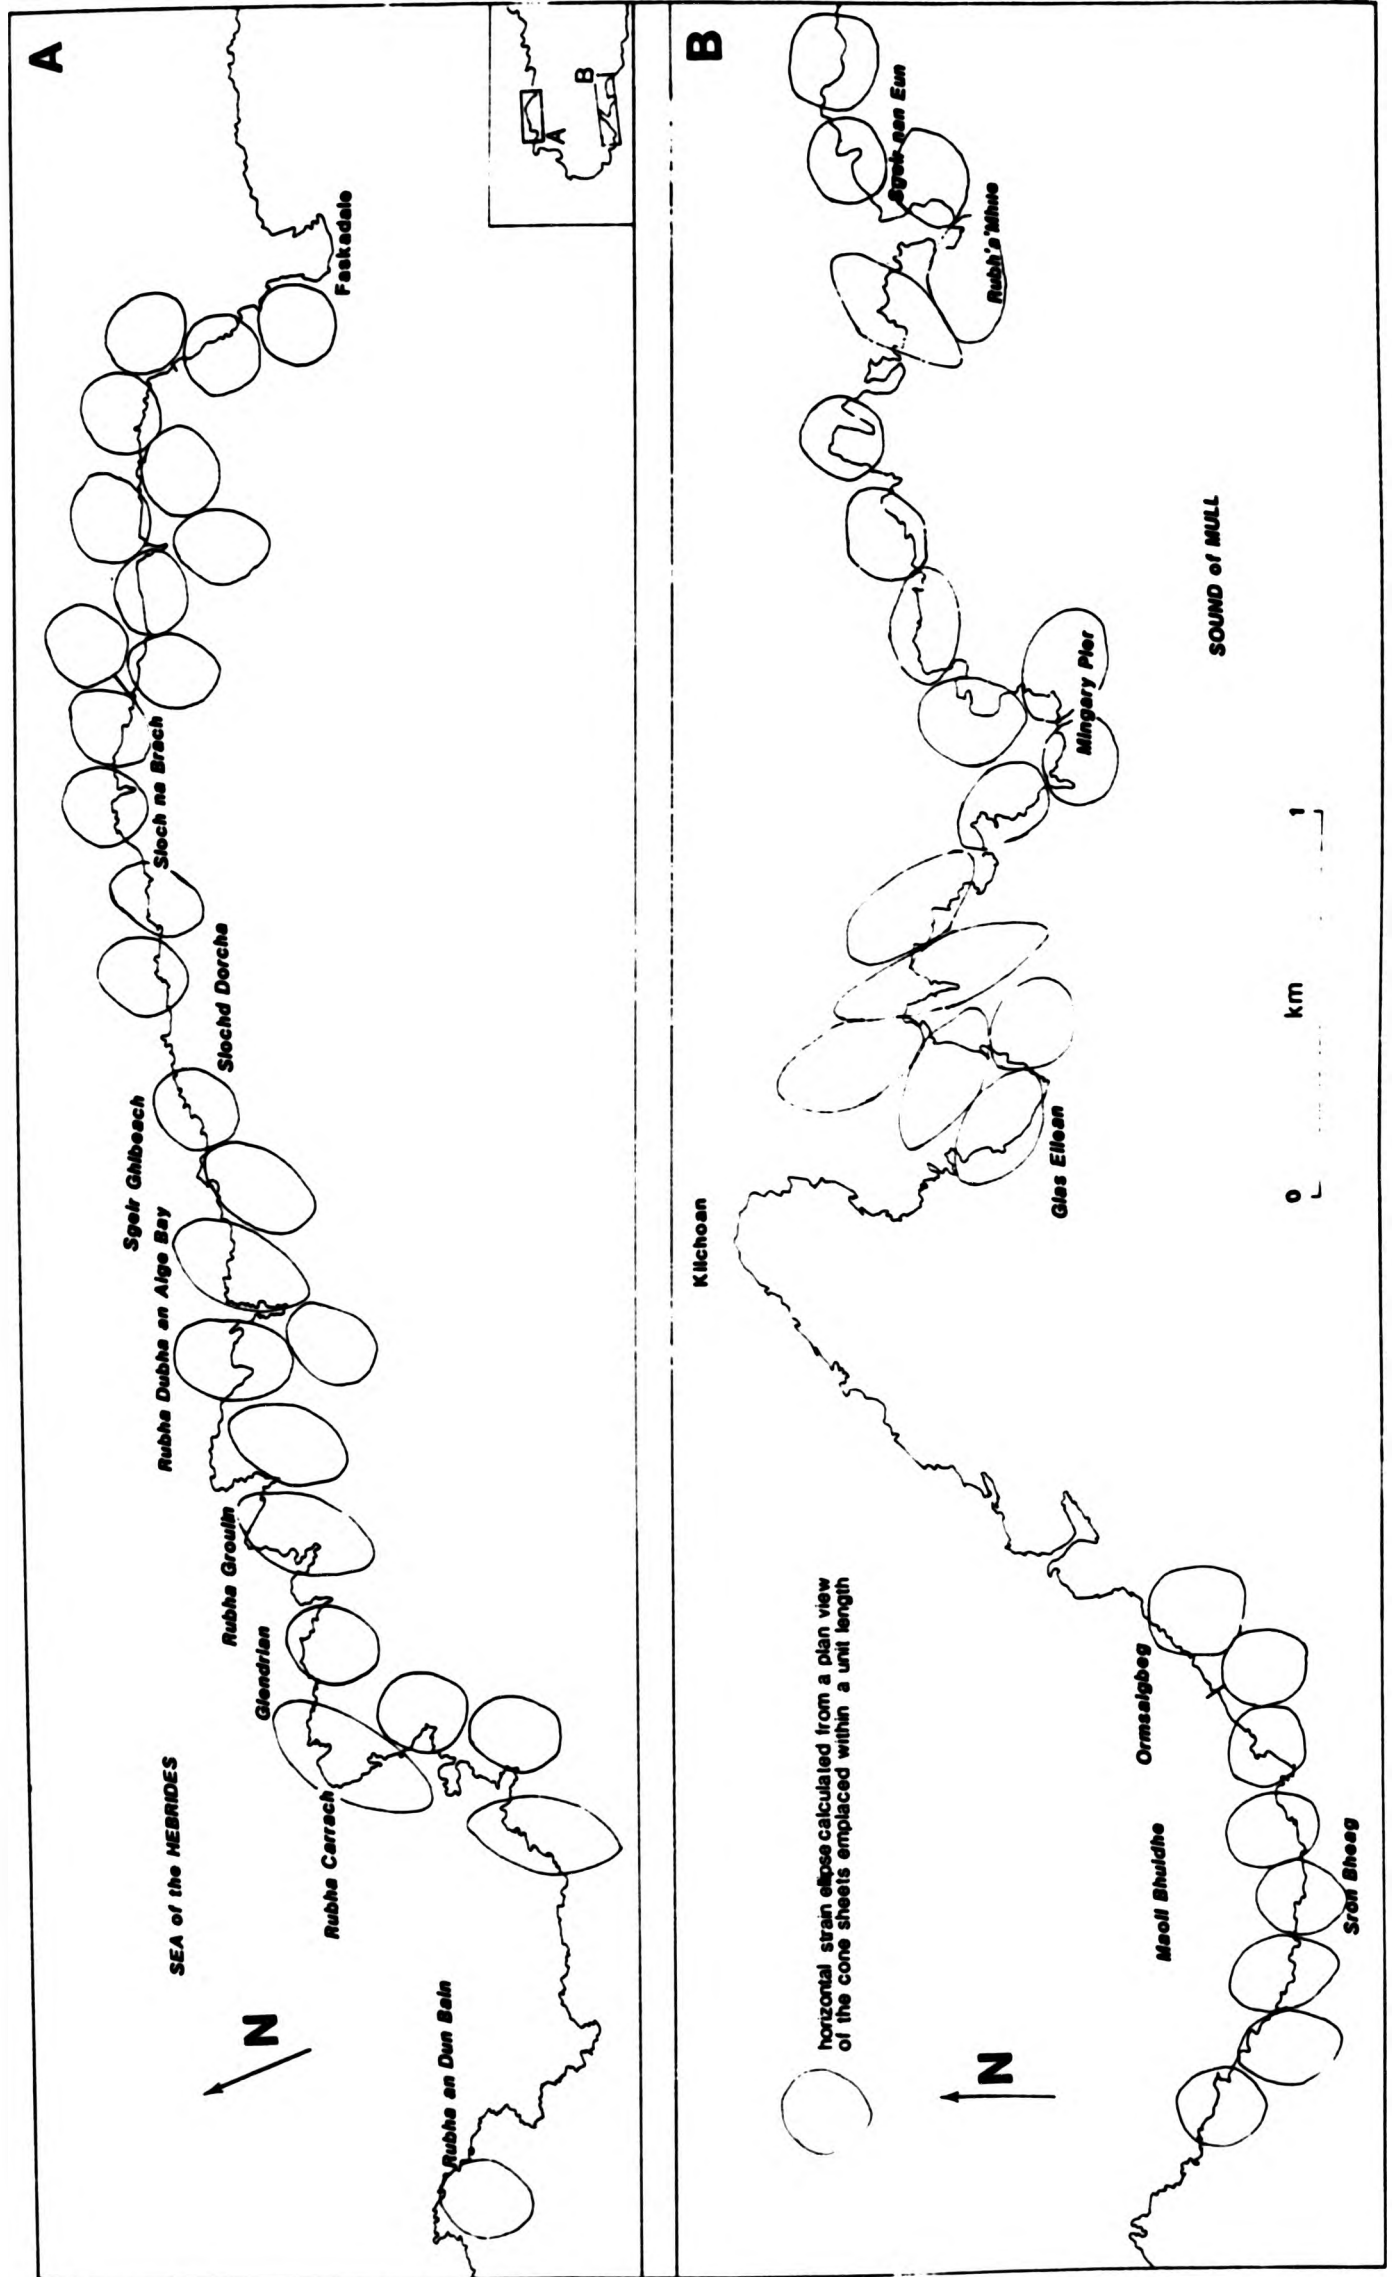 A
SEA of the HEBRIDES
N
Rubha an Dun Bain
Rubha Carrach
Glendrian
Rubha Groulin
Rubha Dubha an Aige Bay
Sgeir Ghibeach
Slochd Dorcha
Sloch na Brach
Faskadale
A
B
B
N
horizontal strain ellipse calculated from a plan view
of the cone sheets emplaced within a unit length
Maoil Bhuidhe
Sron Bheag
Ormsaigbeg
Kilchoan
Glas Eilean
Mingary Pier
SOUND of MULL
Rubh'a'Mhile
Sgeir nan Eun
0
km
1